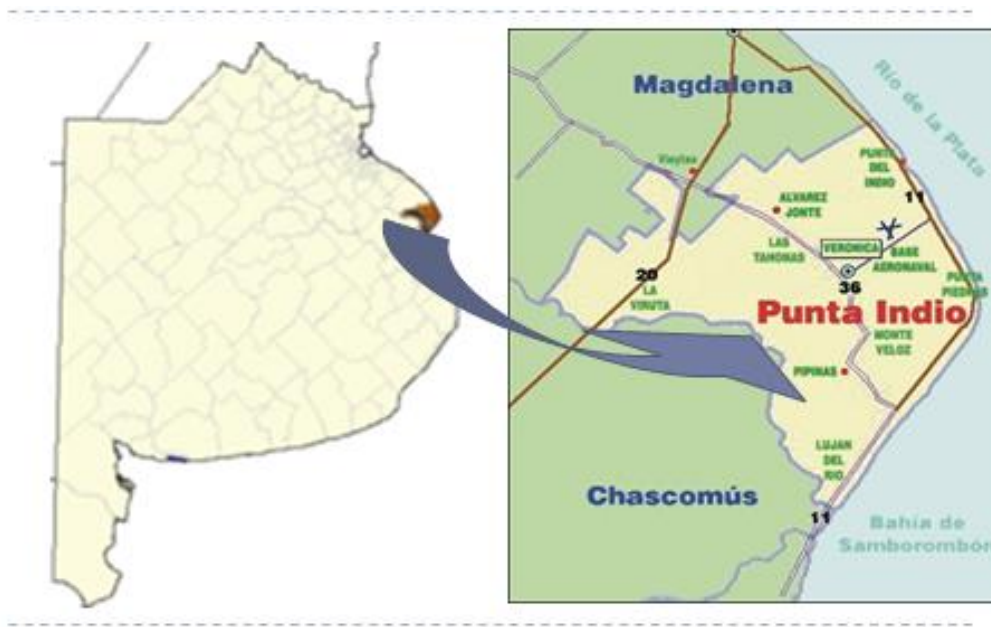 Magdalena
Río de la Plata
Vieytes
PUNTA
DEL
INDIO
ALVAREZ
JONTE
11
LAS
TAHONAS
VERONICA
BASE
AERONAVAL
20
LA
VIRUTA
36
PUNTA
PIEDRAS
Punta Indio
MONTE
VELOZ
PIPINAS
LUJAN
DEL
RIO
Chascomús
11
Bahía de
Samborombón